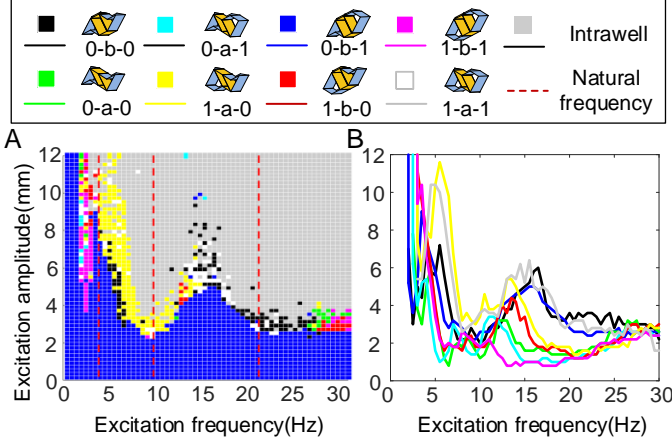 0-b-0 0-a-1 0-b-1 1-b-1 Intrawell
0-a-0 1-a-0 1-b-0 1-a-1 Natural frequency
A
12
10
8
6
4
2
0
0 5 10 15 20 25 30
Excitation amplitude(mm)
Excitation frequency(Hz)
B
12
10
8
6
4
2
0
0 5 10 15 20 25 30
Excitation frequency(Hz)